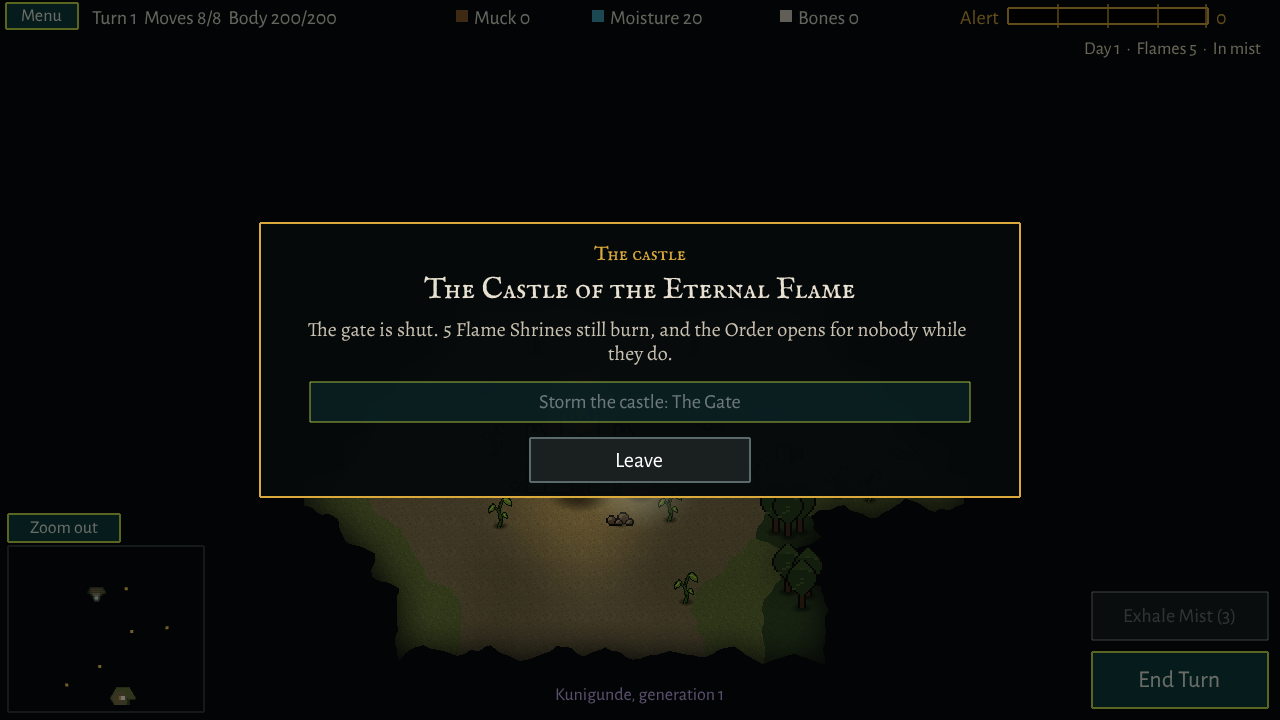 Menu
Turn 1 Moves 8/8 Body 200/200
Muck 0
Moisture 20
Bones 0
Alert
0
Day 1 · Flames 5 · In mist
The castle
The Castle of the Eternal Flame
The gate is shut. 5 Flame Shrines still burn, and the Order opens for nobody while
they do.
Storm the castle: The Gate
Leave
Zoom out
Exhale Mist (3)
End Turn
Kunigunde, generation 1